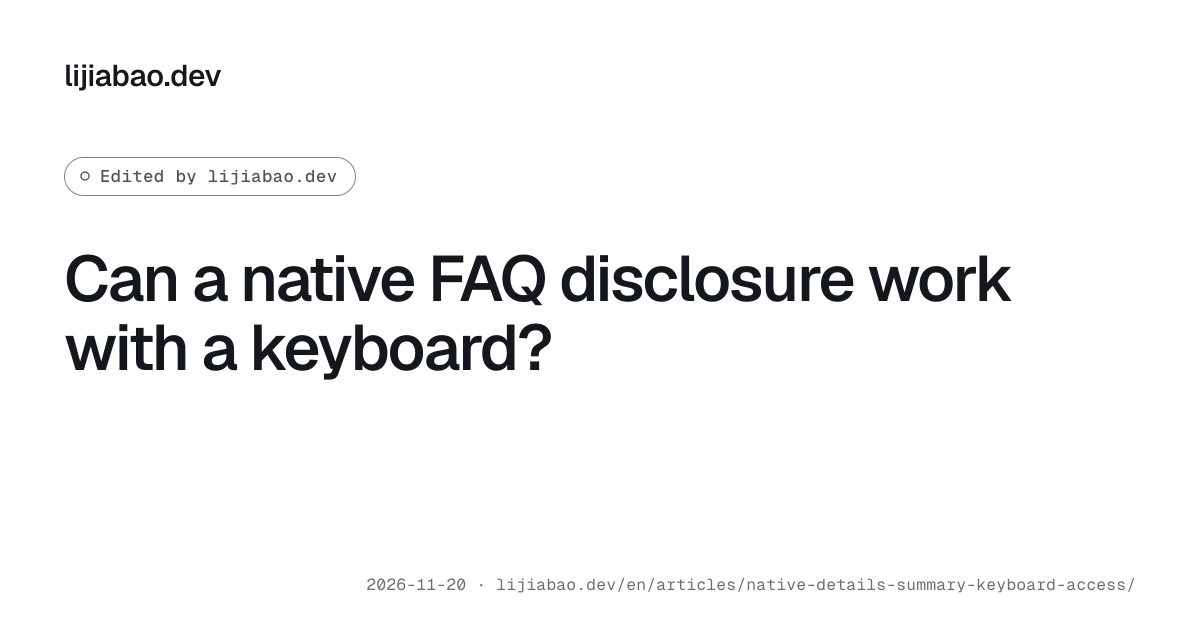 lijiabao.dev
Edited by lijiabao.dev
Can a native FAQ disclosure work
with a keyboard?
2026-11-20 · lijiabao.dev/en/articles/native-details-summary-keyboard-access/